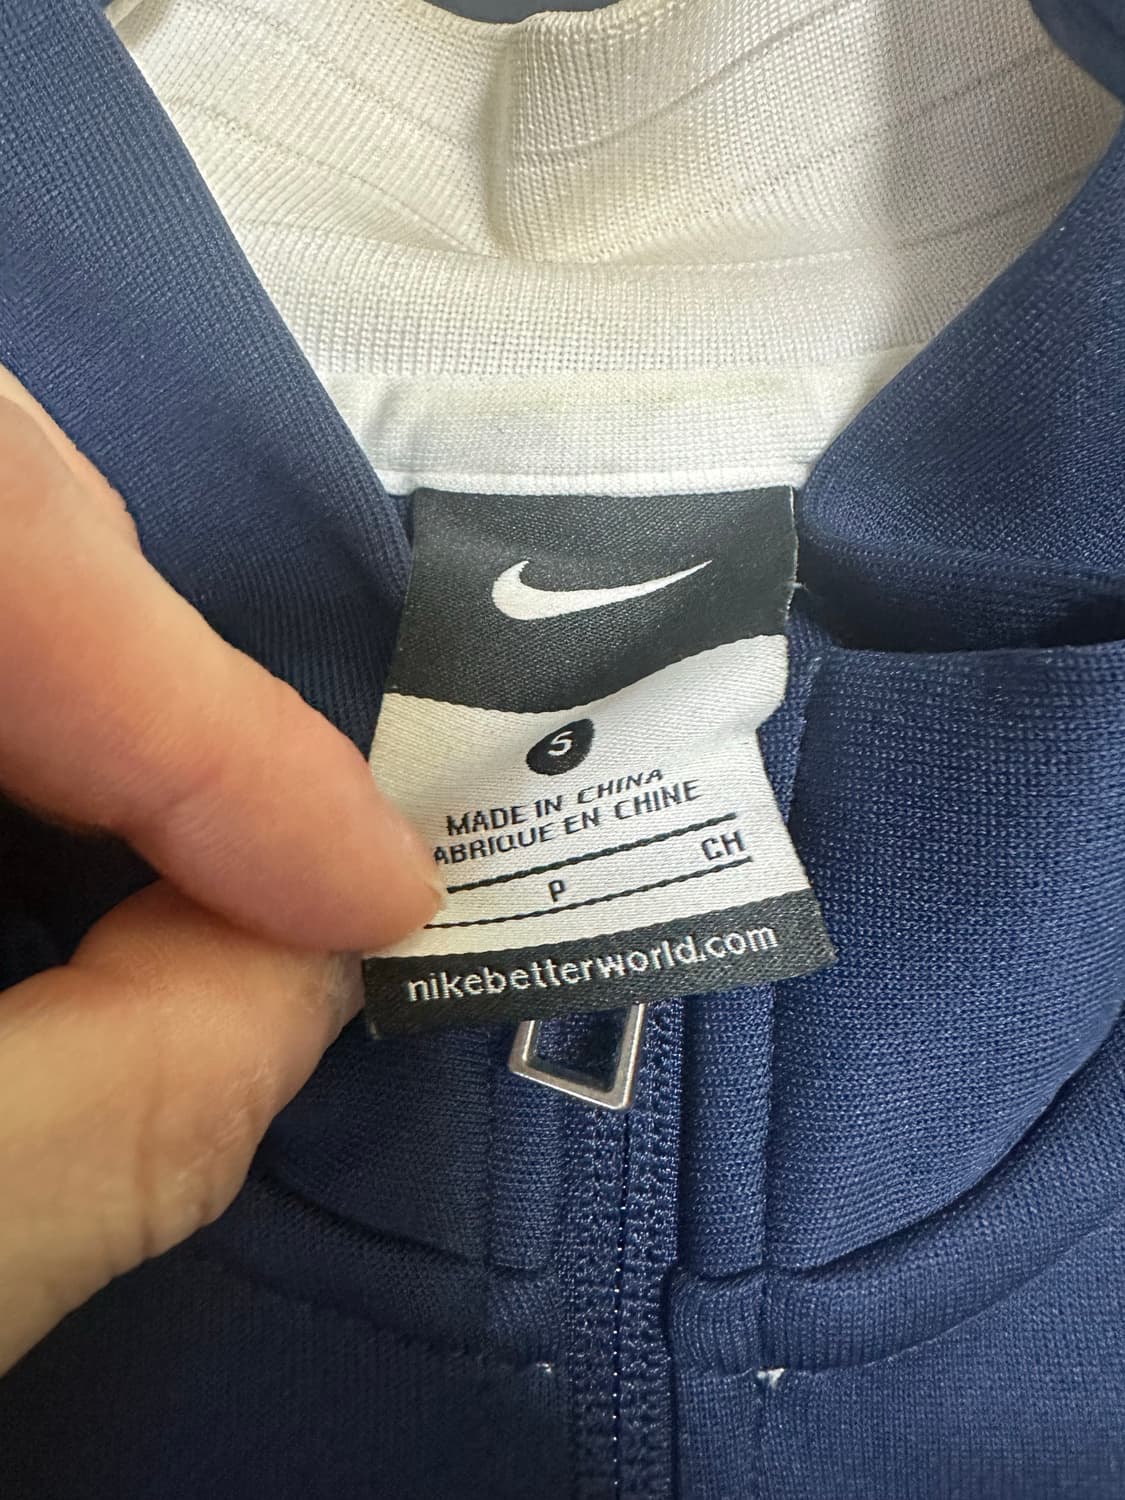 S
MADE IN CHINA
ABRIQUE EN CHINE
P CH
nikebetterworld.com